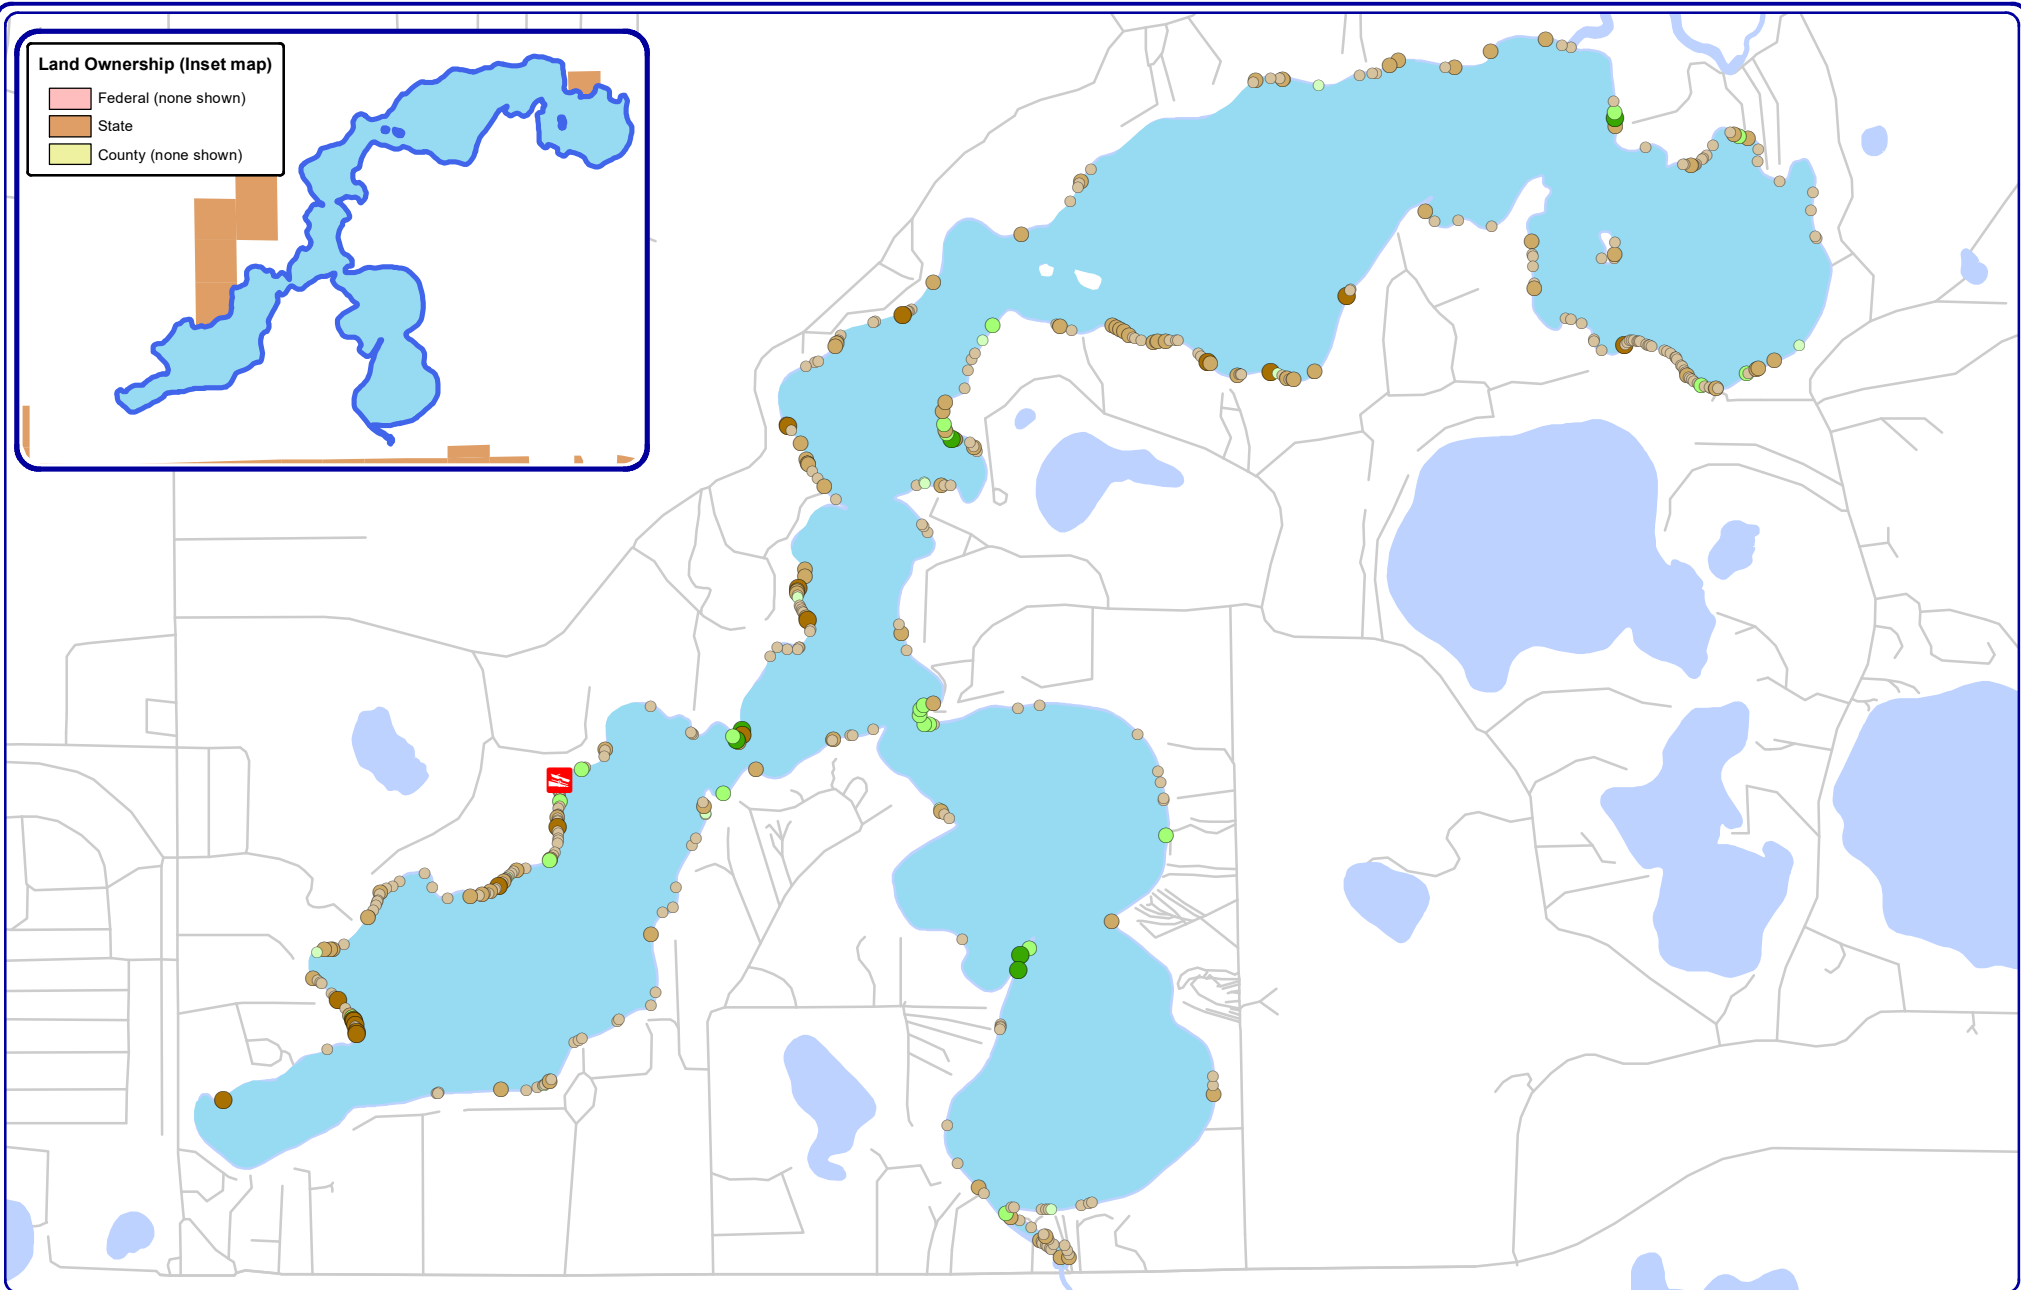 Land Ownership (Inset map)
Federal (none shown)
State
County (none shown)